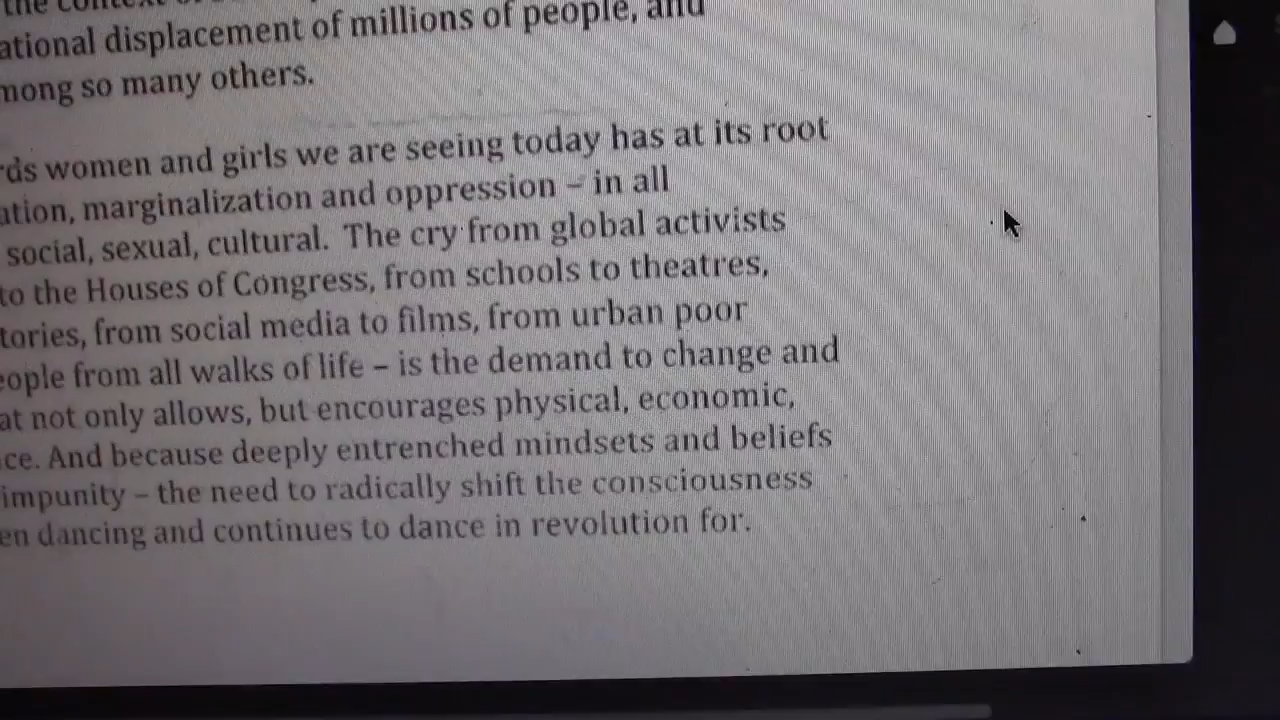 the context of
ational displacement of millions of people, and
mong so many others.
rds women and girls we are seeing today has at its root
ation, marginalization and oppression – in all
social, sexual, cultural. The cry from global activists
to the Houses of Congress, from schools to theatres,
tories, from social media to films, from urban poor
eople from all walks of life – is the demand to change and
at not only allows, but encourages physical, economic,
ce. And because deeply entrenched mindsets and beliefs
impunity – the need to radically shift the consciousness
en dancing and continues to dance in revolution for.